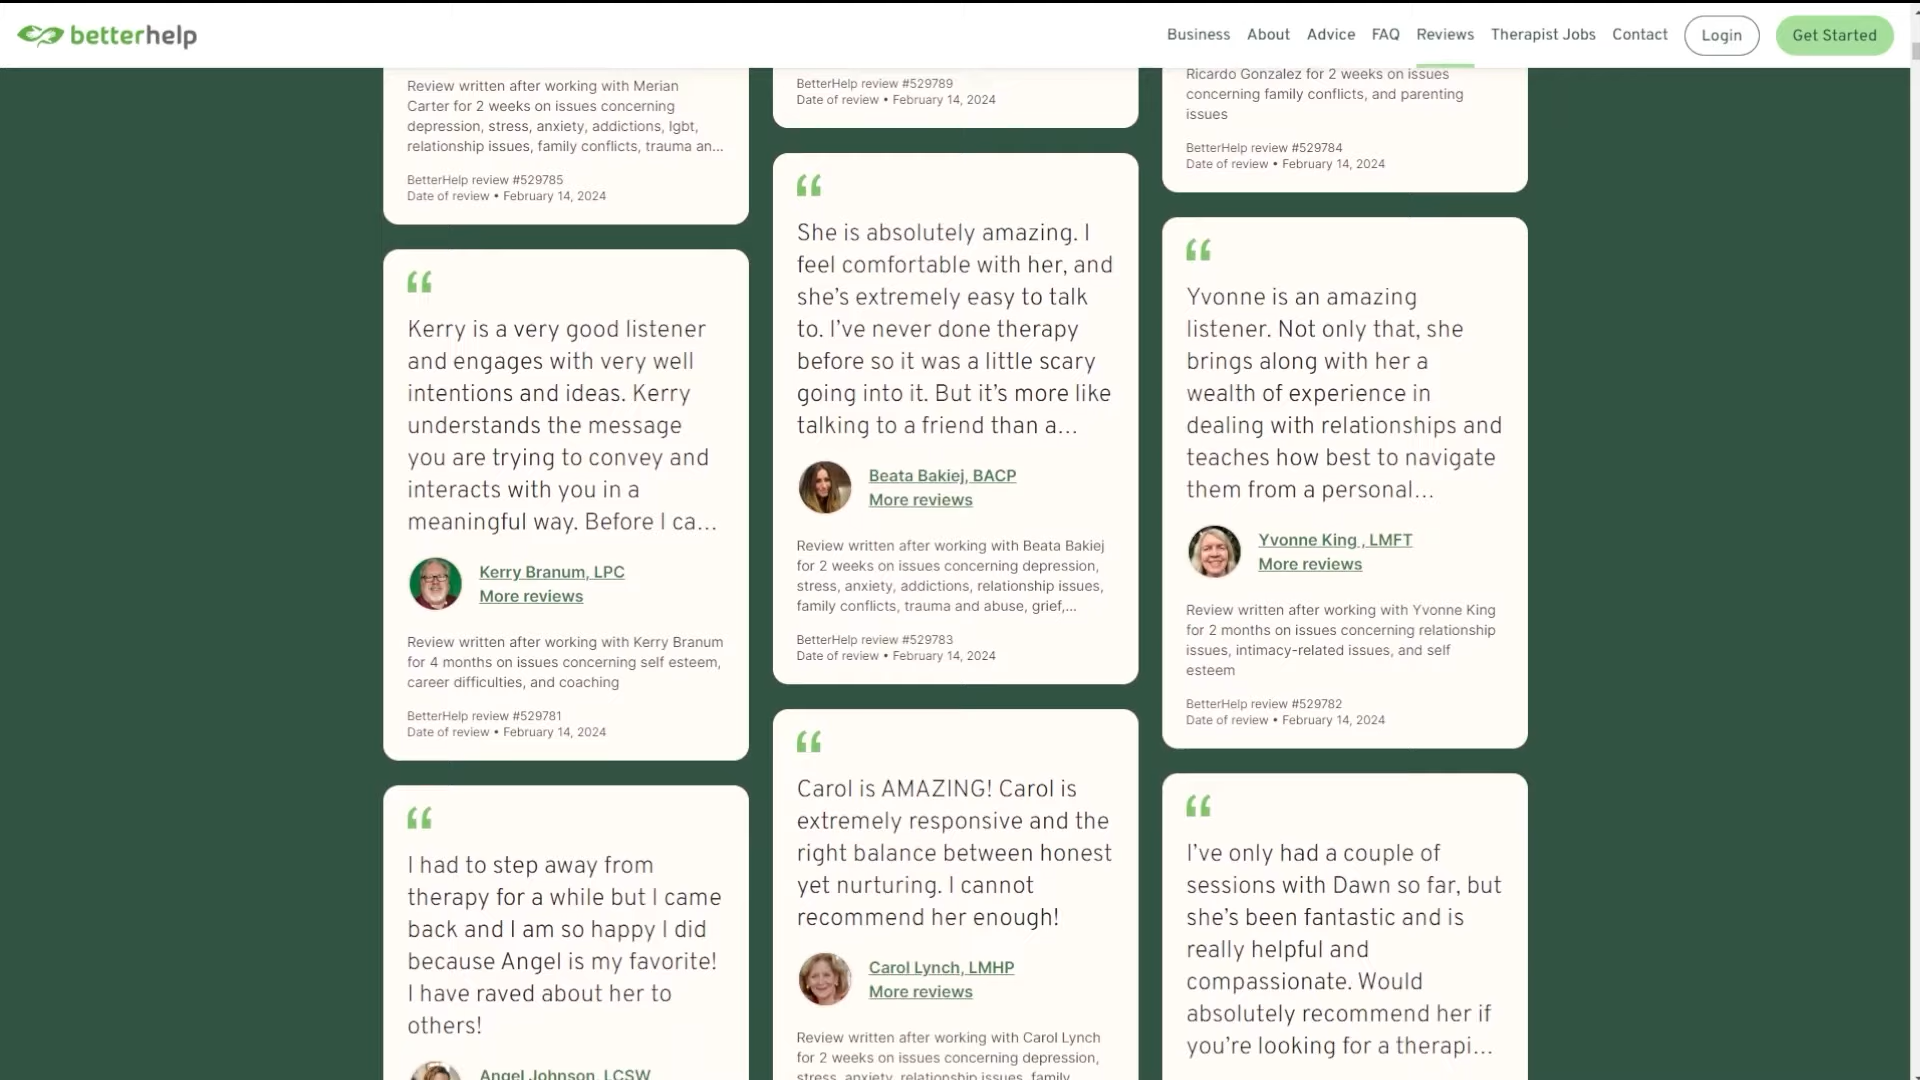 betterhelp
Business About Advice FAQ Reviews Therapist Jobs Contact Login Get Started
Review written after working with Merian
Carter for 2 weeks on issues concerning
depression, stress, anxiety, addictions, lgbt,
relationship issues, family conflicts, trauma an...
BetterHelp review #529785
Date of review • February 14, 2024
“
Kerry is a very good listener
and engages with very well
intentions and ideas. Kerry
understands the message
you are trying to convey and
interacts with you in a
meaningful way. Before I ca...
Kerry Branum, LPC
More reviews
Review written after working with Kerry Branum
for 4 months on issues concerning self esteem,
career difficulties, and coaching
BetterHelp review #529781
Date of review • February 14, 2024
“
I had to step away from
therapy for a while but I came
back and I am so happy I did
because Angel is my favorite!
I have raved about her to
others!
Angel Johnson, LCSW
BetterHelp review #529789
Date of review • February 14, 2024
“
She is absolutely amazing. I
feel comfortable with her, and
she’s extremely easy to talk
to. I’ve never done therapy
before so it was a little scary
going into it. But it’s more like
talking to a friend than a...
Beata Bakiej, BACP
More reviews
Review written after working with Beata Bakiej
for 2 weeks on issues concerning depression,
stress, anxiety, addictions, relationship issues,
family conflicts, trauma and abuse, grief,...
BetterHelp review #529783
Date of review • February 14, 2024
“
Carol is AMAZING! Carol is
extremely responsive and the
right balance between honest
yet nurturing. I cannot
recommend her enough!
Carol Lynch, LMHP
More reviews
Review written after working with Carol Lynch
for 2 weeks on issues concerning depression,
stress, anxiety, relationship issues, family
Ricardo Gonzalez for 2 weeks on issues
concerning family conflicts, and parenting
issues
BetterHelp review #529784
Date of review • February 14, 2024
“
Yvonne is an amazing
listener. Not only that, she
brings along with her a
wealth of experience in
dealing with relationships and
teaches how best to navigate
them from a personal...
Yvonne King , LMFT
More reviews
Review written after working with Yvonne King
for 2 months on issues concerning relationship
issues, intimacy-related issues, and self
esteem
BetterHelp review #529782
Date of review • February 14, 2024
“
I’ve only had a couple of
sessions with Dawn so far, but
she’s been fantastic and is
really helpful and
compassionate. Would
absolutely recommend her if
you’re looking for a therapi...